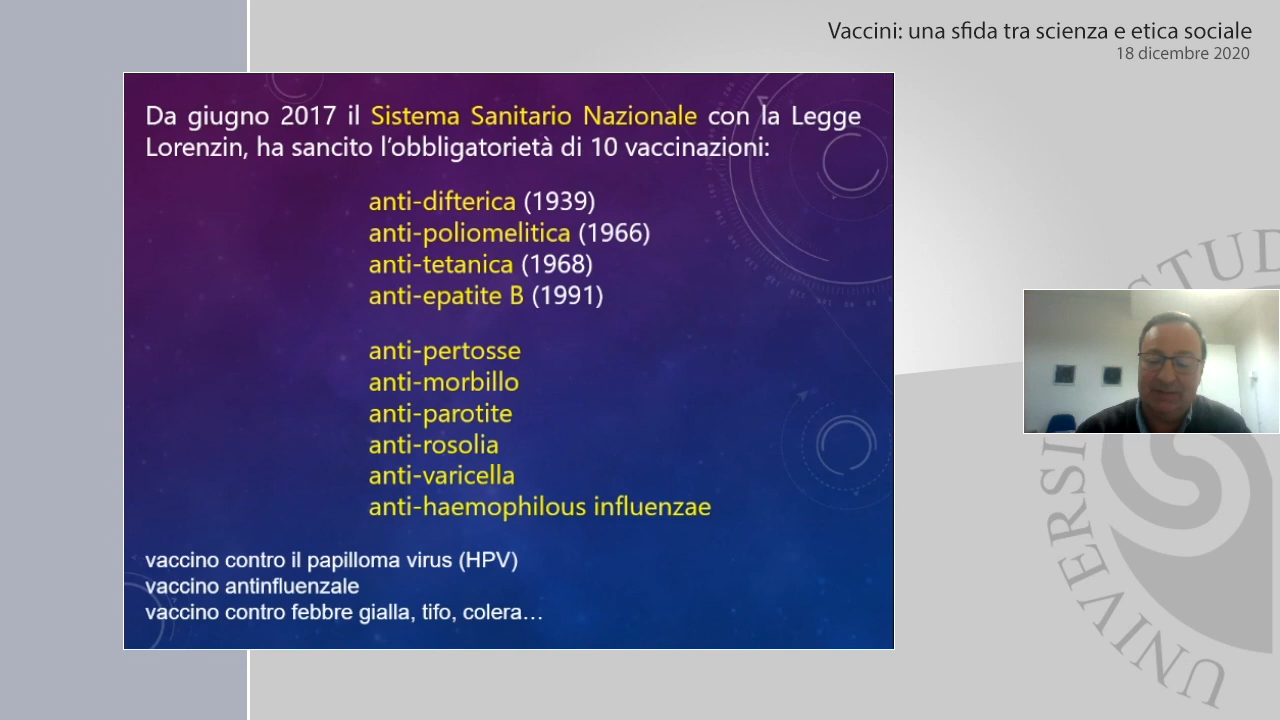 Vaccini: una sfida tra scienza e etica sociale
18 dicembre 2020
Da giugno 2017 il Sistema Sanitario Nazionale con la Legge
Lorenzin, ha sancito l'obbligatorietà di 10 vaccinazioni:
anti-difterica (1939)
anti-poliomelitica (1966)
anti-tetanica (1968)
anti-epatite B (1991)
anti-pertosse
anti-morbillo
anti-parotite
anti-rosolia
anti-varicella
anti-haemophilous influenzae
vaccino contro il papilloma virus (HPV)
vaccino antinfluenzale
vaccino contro febbre gialla, tifo, colera...